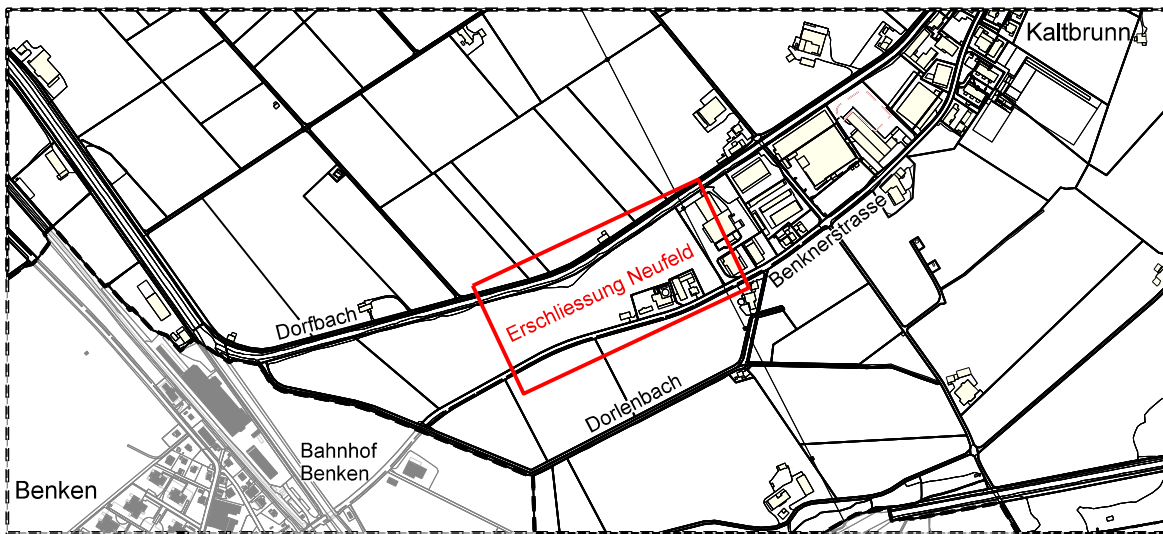 Kaltbrunn
Benknerstrasse
Erschliessung Neufeld
Dorfbach
Dorlenbach
Bahnhof
Benken
Benken